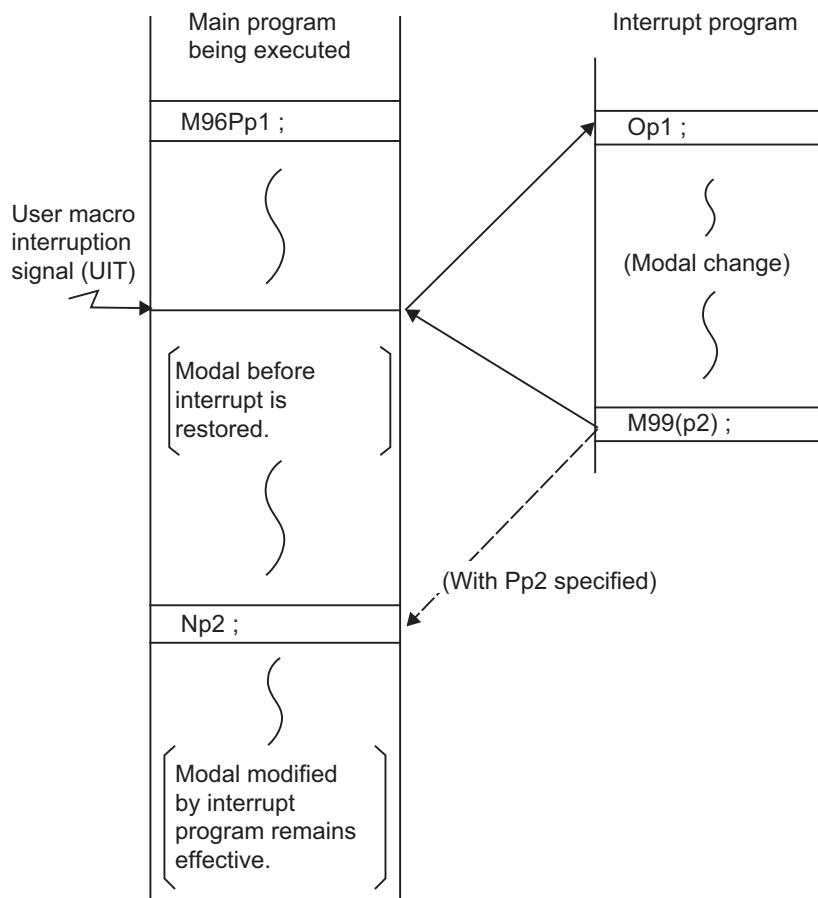 Main program
being executed
Interrupt program
M96Pp1 ;
Op1 ;
User macro
interruption
signal (UIT)
(Modal change)
Modal before
interrupt is
restored.
M99(p2) ;
(With Pp2 specified)
Np2 ;
Modal modified
by interrupt
program remains
effective.